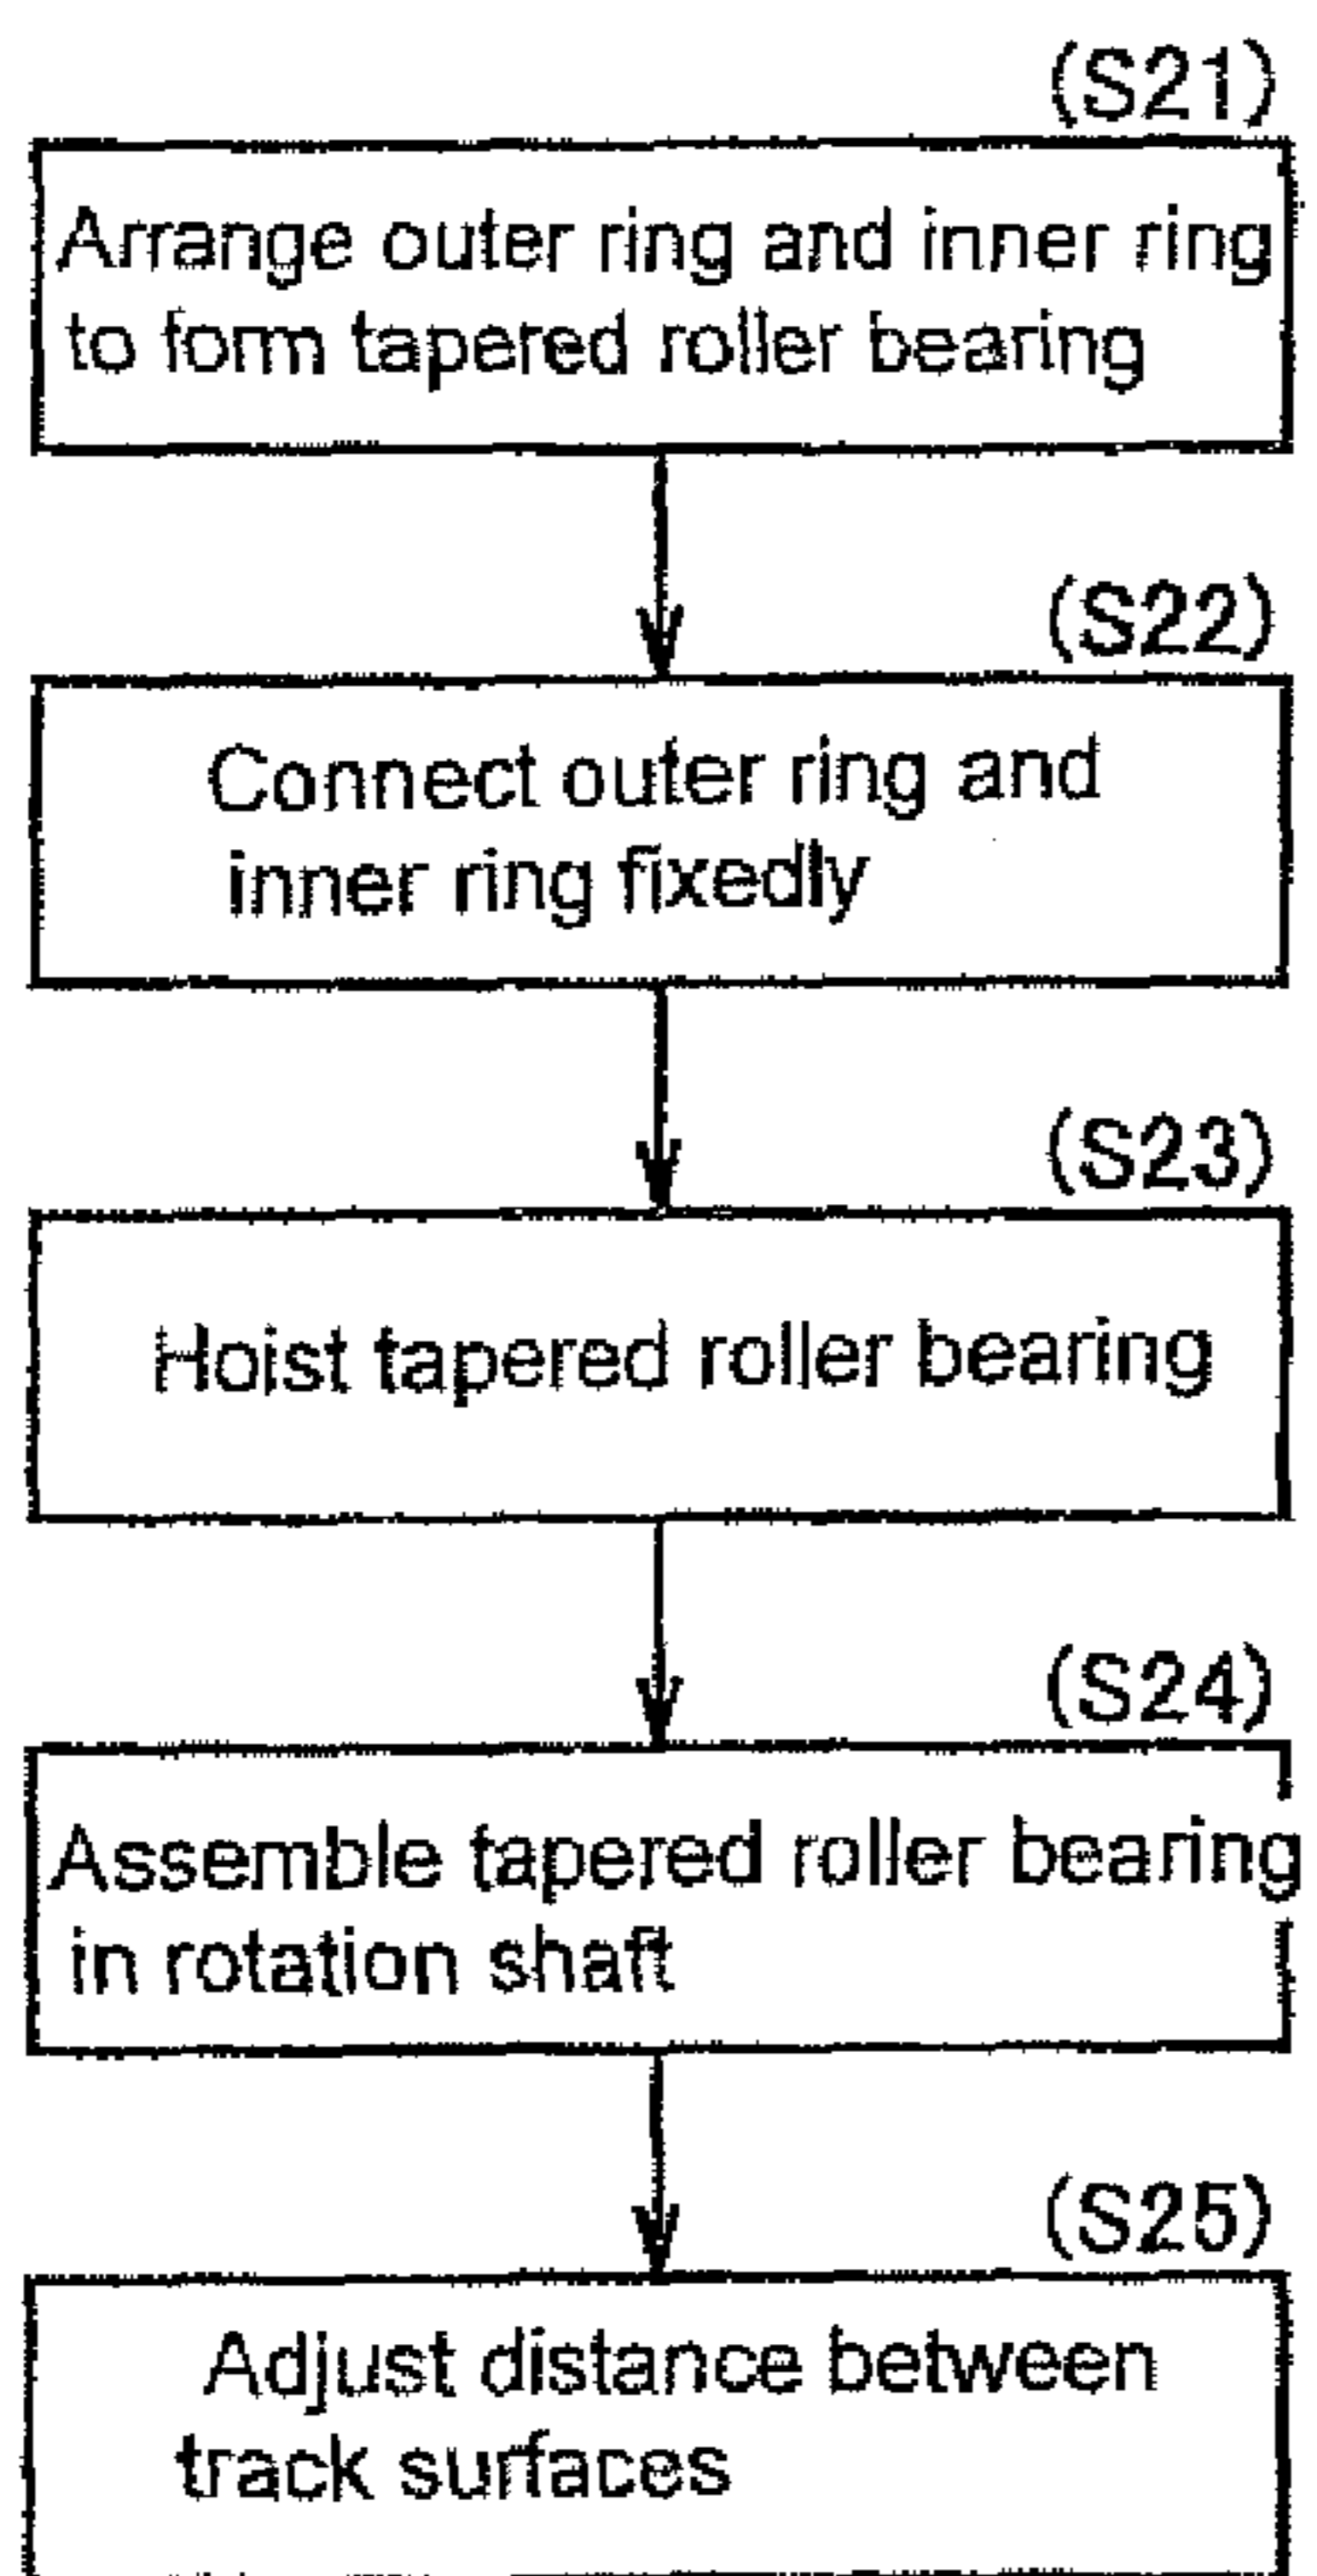 (S21)
Arrange outer ring and inner ring
to form tapered roller bearing
(S22)
Connect outer ring and
inner ring fixedly
(S23)
Hoist tapered roller bearing
(S24)
Assemble tapered roller bearing
in rotation shaft
(S25)
Adjust distance between
track surfaces